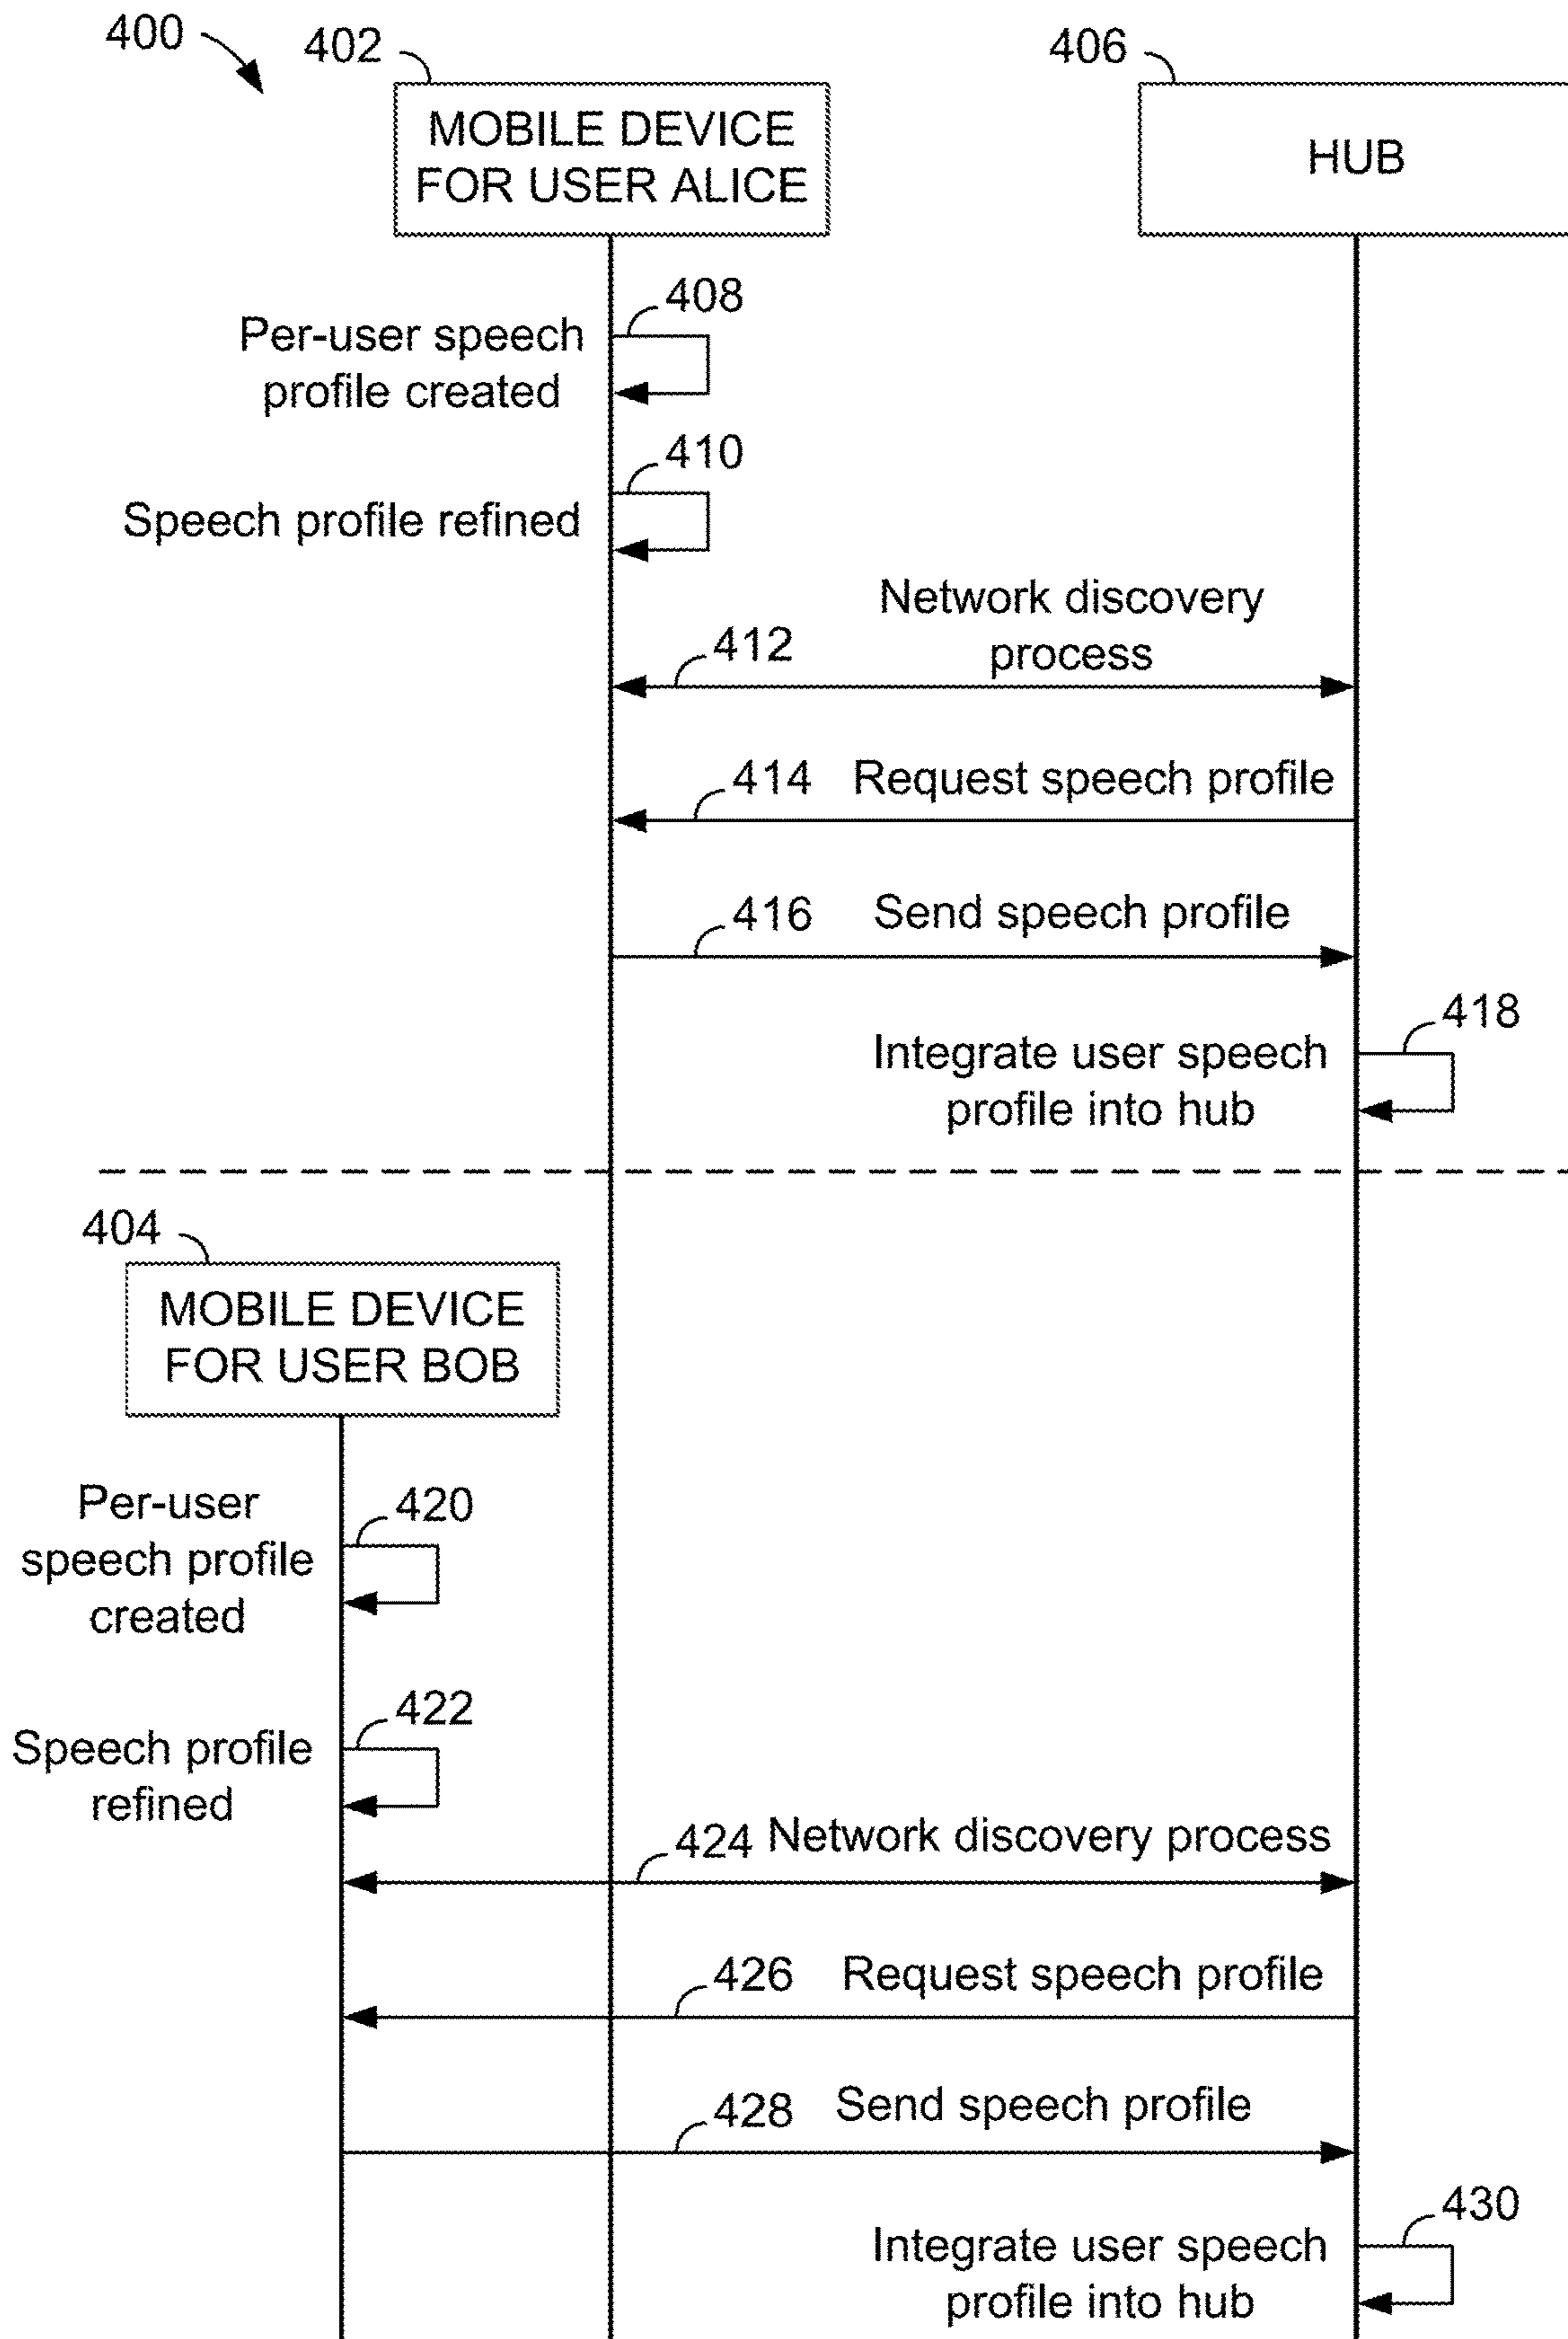 400
402
406
MOBILE DEVICE
FOR USER ALICE
HUB
408
Per-user speech
profile created
410
Speech profile refined
Network discovery
process
412
414
Request speech profile
416
Send speech profile
418
Integrate user speech
profile into hub
404
MOBILE DEVICE
FOR USER BOB
Per-user
speech profile
created
420
422
Speech profile
refined
424
Network discovery process
426
Request speech profile
428
Send speech profile
430
Integrate user speech
profile into hub